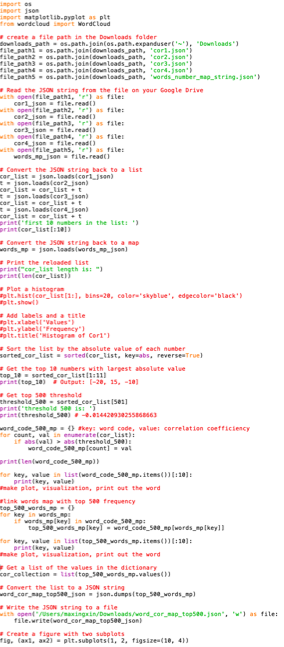 import os
import json
import matplotlib.pyplot as plt
from wordcloud import WordCloud

# create a file path in the Downloads folder
downloads_path = os.path.join(os.path.expanduser('~'), 'Downloads')
file_path1 = os.path.join(downloads_path, 'cor1.json')
file_path2 = os.path.join(downloads_path, 'cor2.json')
file_path3 = os.path.join(downloads_path, 'cor3.json')
file_path4 = os.path.join(downloads_path, 'cor4.json')
file_path5 = os.path.join(downloads_path, 'words_number_map_string.json')

# Read the JSON string from the file on your Google Drive
with open(file_path1, 'r') as file:
    cor1_json = file.read()
with open(file_path2, 'r') as file:
    cor2_json = file.read()
with open(file_path3, 'r') as file:
    cor3_json = file.read()
with open(file_path4, 'r') as file:
    cor4_json = file.read()
with open(file_path5, 'r') as file:
    words_mp_json = file.read()

# Convert the JSON string back to a list
cor_list = json.loads(cor1_json)
t = json.loads(cor2_json)
cor_list = cor_list + t
t = json.loads(cor3_json)
cor_list = cor_list + t
t = json.loads(cor4_json)
cor_list = cor_list + t
print('first 10 numbers in the list: ')
print(cor_list[:10])

# Convert the JSON string back to a map
words_mp = json.loads(words_mp_json)

# Print the reloaded list
print("cor_list length is: ")
print(len(cor_list))

# Plot a histogram
#plt.hist(cor_list[1:], bins=20, color='skyblue', edgecolor='black')
#plt.show()

# Add labels and a title
#plt.xlabel('Values')
#plt.ylabel('Frequency')
#plt.title('Histogram of Cor1')

# Sort the list by the absolute value of each number
sorted_cor_list = sorted(cor_list, key=abs, reverse=True)

# Get the top 10 numbers with largest absolute value
top_10 = sorted_cor_list[1:11]
print(top_10)  # Output: [-20, 15, -10]

# Get top 500 threshold
threshold_500 = sorted_cor_list[501]
print('threshold 500 is: ')
print(threshold_500) # -0.014420930255868663

word_code_500_mp = {} #key: word code, value: correlation coefficient
for count, val in enumerate(cor_list):
    if abs(val) > abs(threshold_500):
        word_code_500_mp[count] = val

print(len(word_code_500_mp))

for key, value in list(word_code_500_mp.items())[:10]:
    print(key, value)
#make plot, visualization, print out the word

#link words map with top 500 frequency
top_500_words_mp = {}
for key in words_mp:
    if words_mp[key] in word_code_500_mp:
        top_500_words_mp[key] = word_code_500_mp[words_mp[key]]

for key, value in list(top_500_words_mp.items())[:10]:
    print(key, value)
#make plot, visualization, print out the word

# Get a list of the values in the dictionary
cor_collection = list(top_500_words_mp.values())

# Convert the list to a JSON string
word_cor_map_top500_json = json.dumps(top_500_words_mp)

# Write the JSON string to a file
with open('/Users/maxingxin/Downloads/word_cor_map_top500.json', 'w') as file:
    file.write(word_cor_map_top500_json)

# Create a figure with two subplots
fig, (ax1, ax2) = plt.subplots(1, 2, figsize=(10, 4))